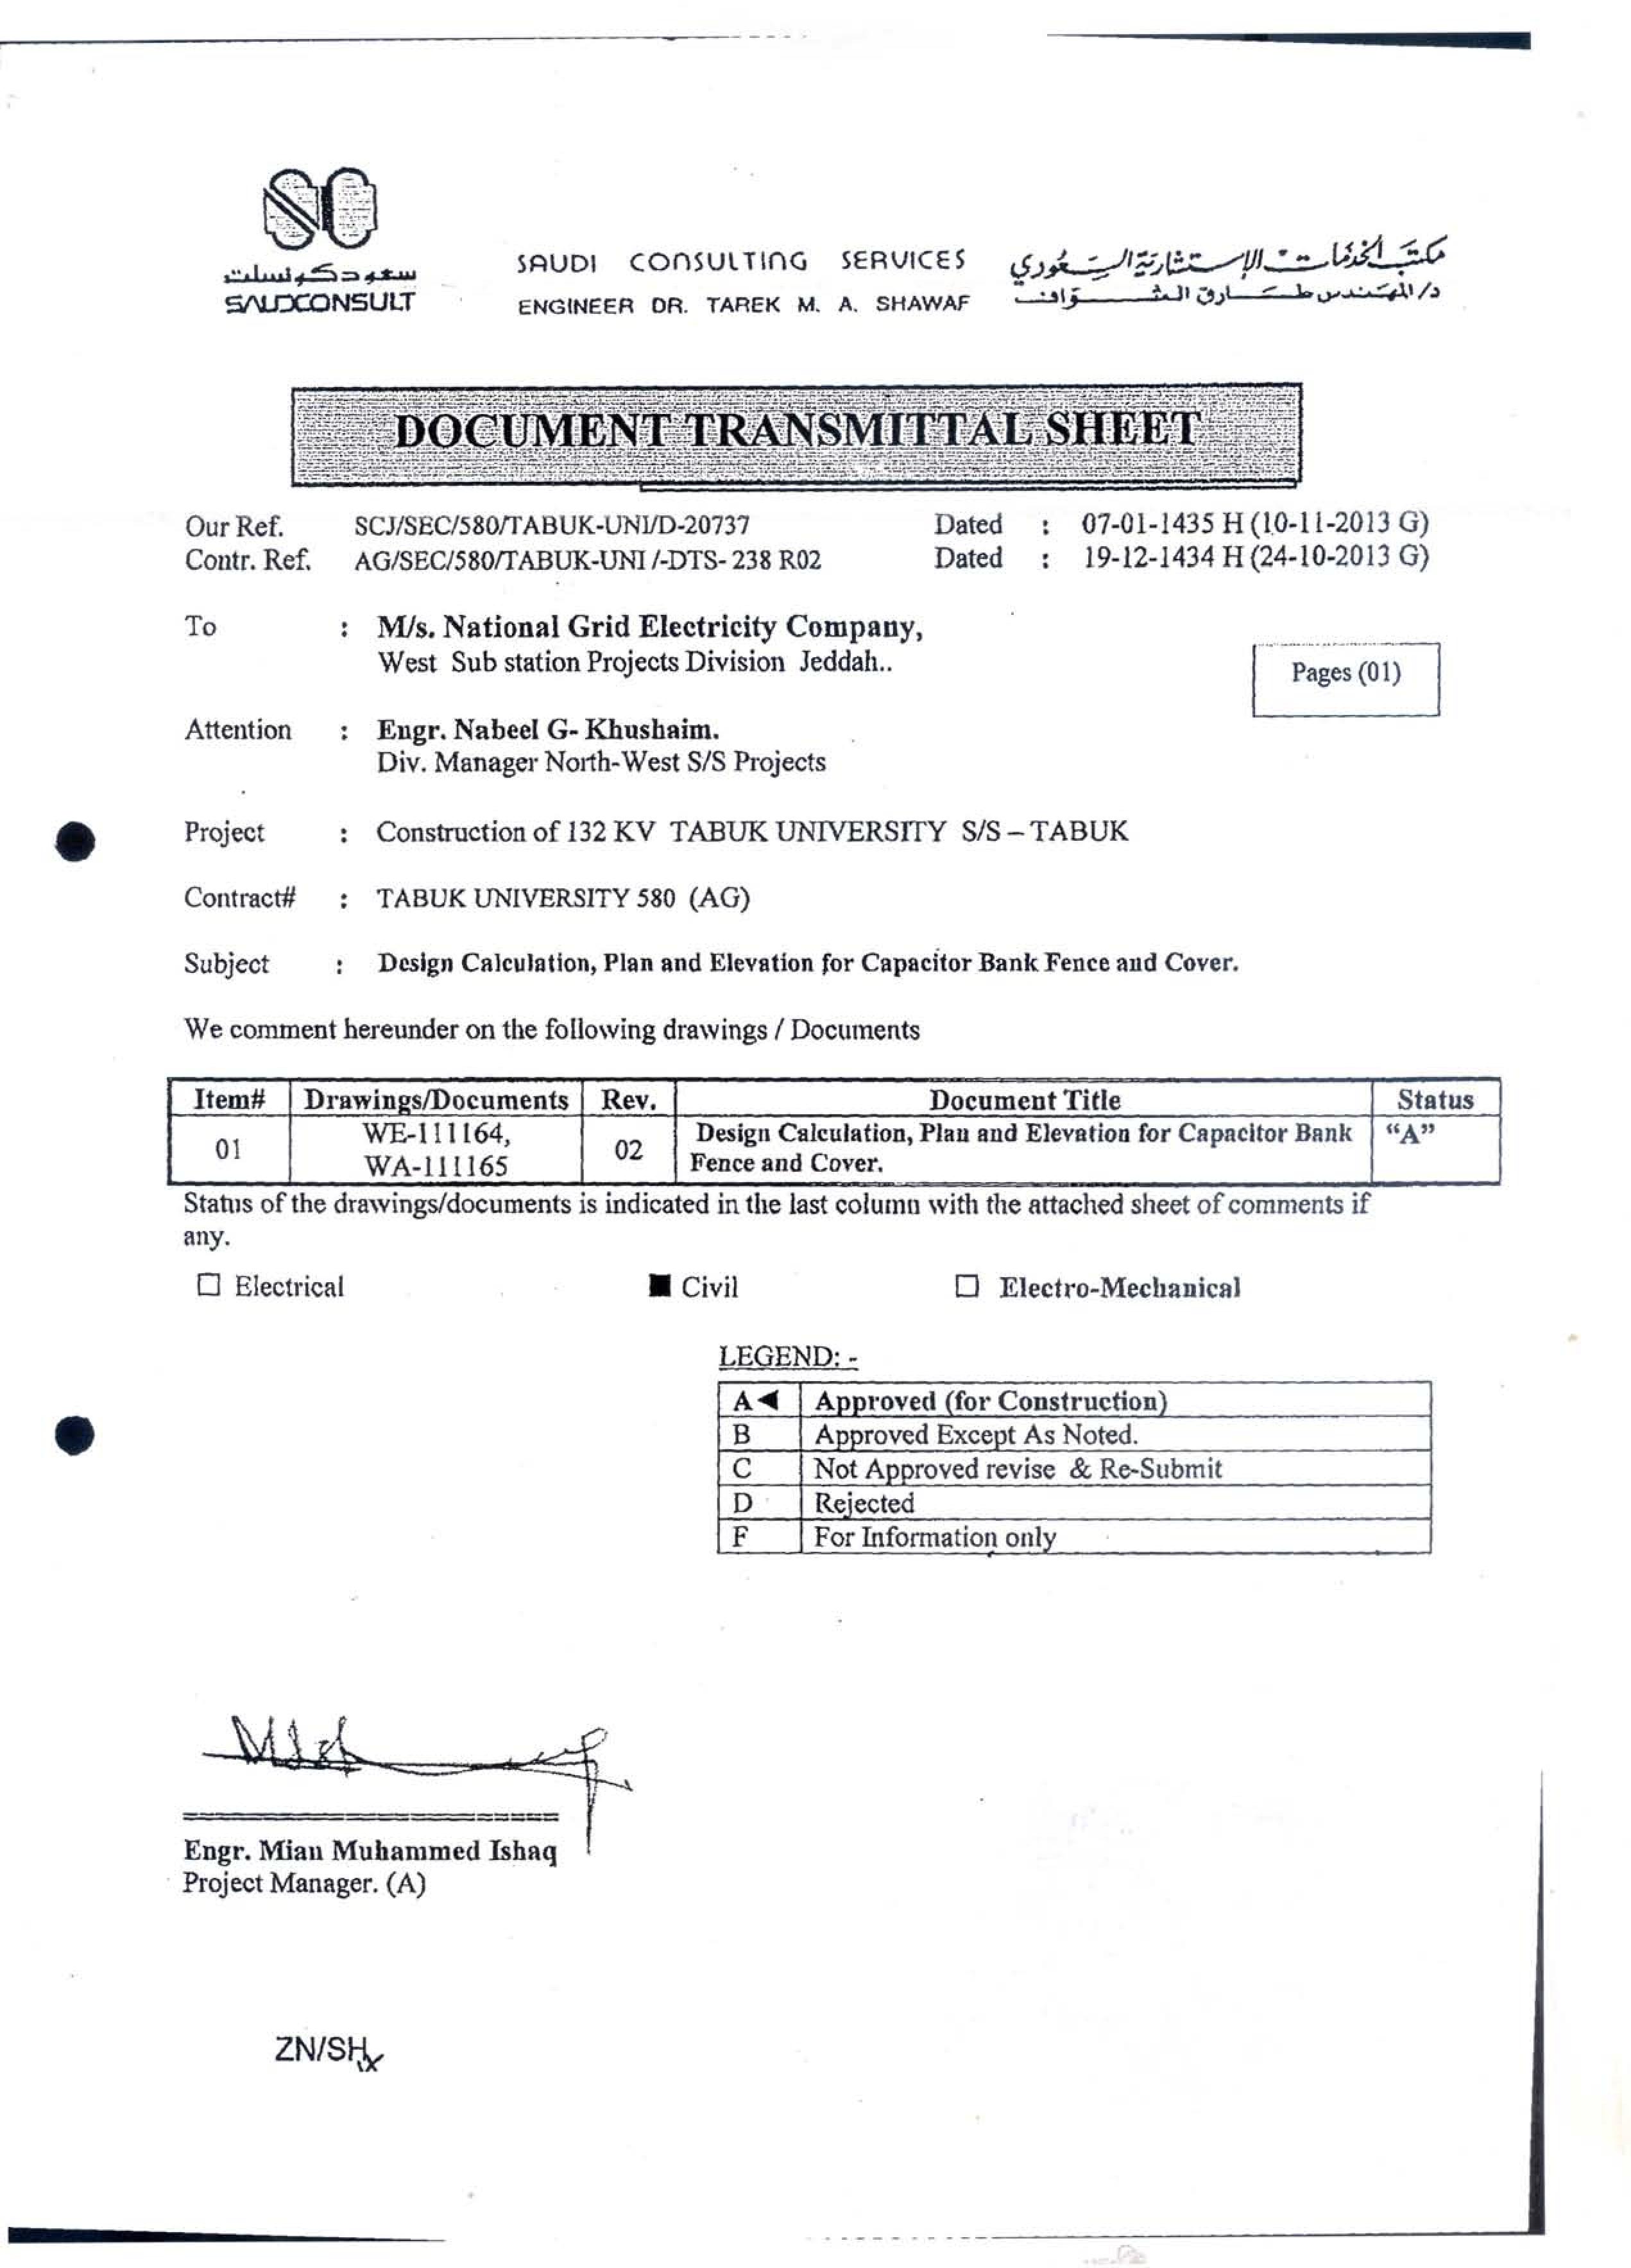 سعودكونسلت
SAUDCONSULT
SAUDI CONSULTING SERVICES
ENGINEER DR. TAREK M. A. SHAWAF
مكتب الخدمات الإستشارية السعودي
د/المهندس طارق الشواف
DOCUMENT TRANSMITTAL SHEET
Our Ref. SCJ/SEC/580/TABUK-UNI/D-20737 Dated : 07-01-1435 H (10-11-2013 G)
Contr. Ref. AG/SEC/580/TABUK-UNI /-DTS- 238 R02 Dated : 19-12-1434 H (24-10-2013 G)
To : M/s. National Grid Electricity Company,
West Sub station Projects Division Jeddah..
Pages (01)
Attention : Engr. Nabeel G- Khushaim.
Div. Manager North-West S/S Projects
Project : Construction of 132 KV TABUK UNIVERSITY S/S – TABUK
Contract# : TABUK UNIVERSITY 580 (AG)
Subject : Design Calculation, Plan and Elevation for Capacitor Bank Fence and Cover.
We comment hereunder on the following drawings / Documents
Item# Drawings/Documents Rev. Document Title Status
01 WE-111164, WA-111165 02 Design Calculation, Plan and Elevation for Capacitor Bank Fence and Cover. “A”
Status of the drawings/documents is indicated in the last column with the attached sheet of comments if
any.
☐ Electrical ■ Civil ☐ Electro-Mechanical
LEGEND: -
A◄ Approved (for Construction)
B Approved Except As Noted.
C Not Approved revise & Re-Submit
D Rejected
F For Information only
Engr. Mian Muhammed Ishaq
Project Manager. (A)
ZN/SH